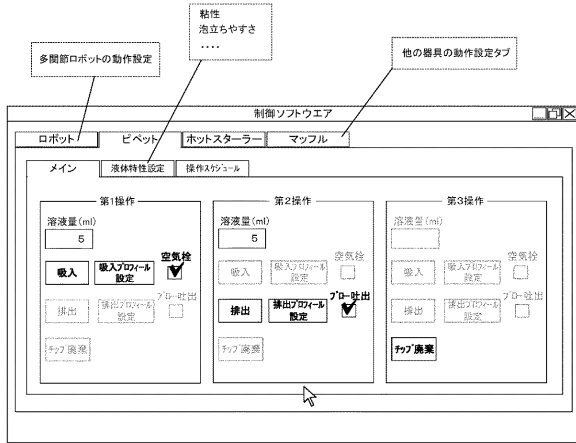 粘性
泡立ちやすさ
‥‥
多関節ロボットの動作設定
他の器具の動作設定タブ
制御ソフトウエア
ロボット ピペット ホットスターラー マッフル
メイン 液体特性設定 操作スケジュール
第1操作 第2操作 第3操作
溶液量(ml) 溶液量(ml) 溶液量(ml)
5 5
空気栓 空気栓 空気栓
吸入 吸入プロフィール設定 吸入 吸入プロフィール設定 吸入 吸入プロフィール設定
ブロー吐出 ブロー吐出 ブロー吐出
排出 排出プロフィール設定 排出 排出プロフィール設定 排出 排出プロフィール設定
チップ廃棄 チップ廃棄 チップ廃棄